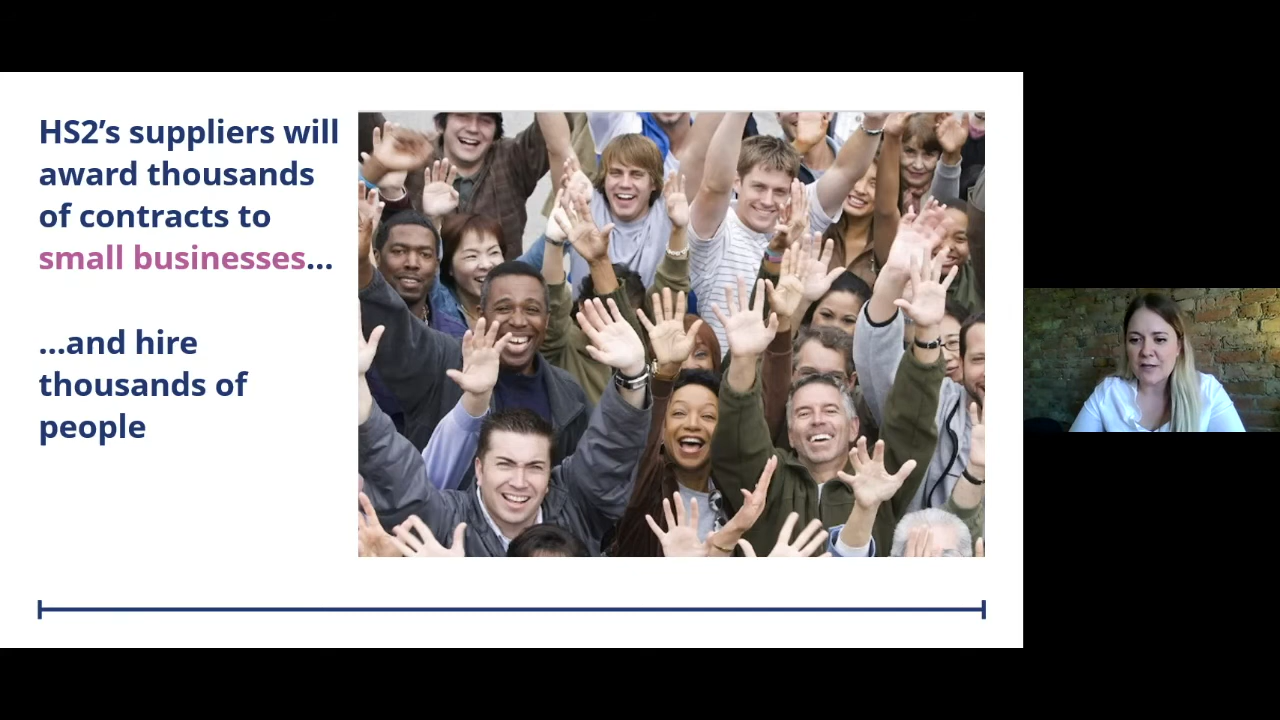 HS2’s suppliers will
award thousands
of contracts to
small businesses…
…and hire
thousands of
people